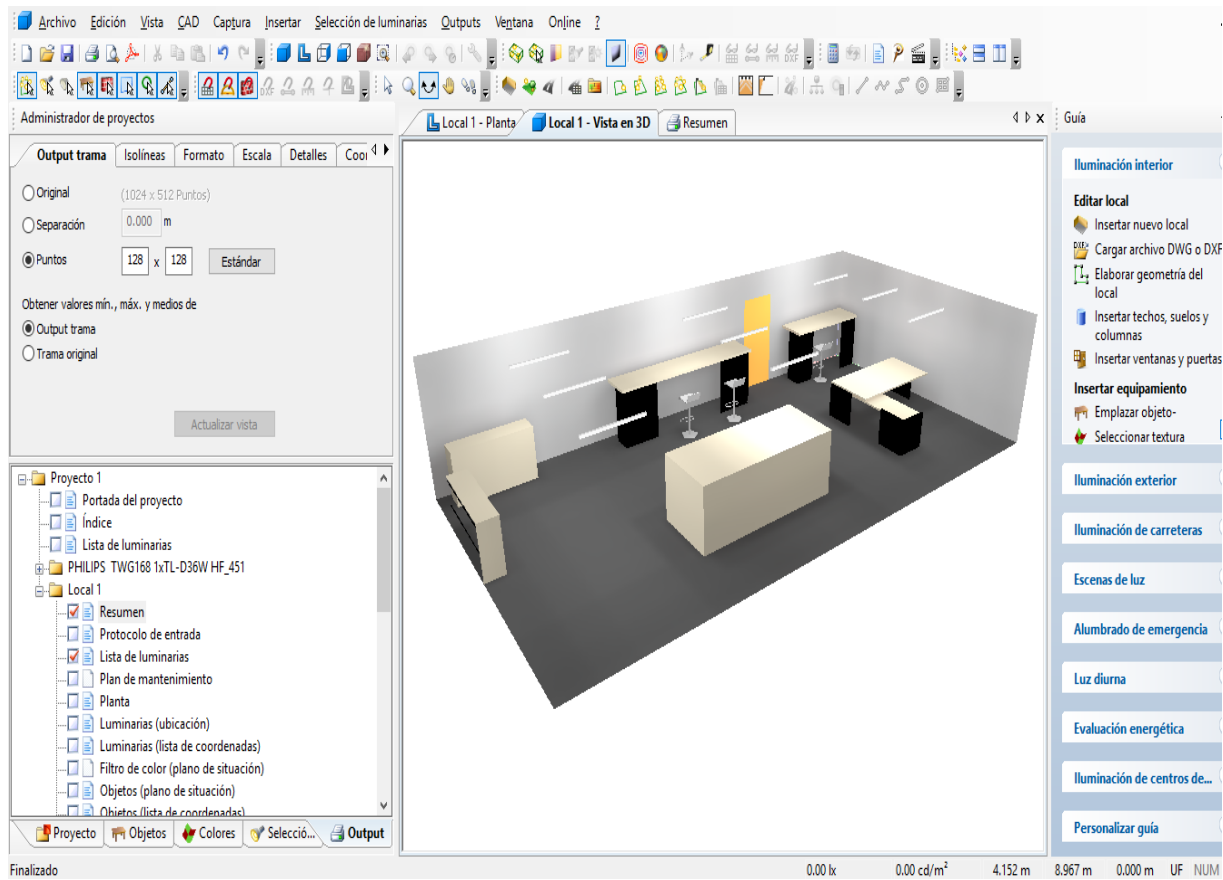 Archivo Edición Vista CAD Captura Insertar Selección de luminarias Outputs Ventana Online ?
Administrador de proyectos
Local 1 - Planta Local 1 - Vista en 3D Resumen
Guía
Output trama Isolíneas Formato Escala Detalles Cooı
Original (1024 x 512 Puntos)
Separación 0.000 m
Puntos 128 x 128 Estándar
Obtener valores mín., máx. y medios de
Output trama
Trama original
Actualizar vista
Proyecto 1
Portada del proyecto
Índice
Lista de luminarias
PHILIPS TWG168 1xTL-D36W HF_451
Local 1
Resumen
Protocolo de entrada
Lista de luminarias
Plan de mantenimiento
Planta
Luminarias (ubicación)
Luminarias (lista de coordenadas)
Filtro de color (plano de situación)
Objetos (plano de situación)
Objetos (lista de coordenadas)
Proyecto Objetos Colores Selecció... Output
Iluminación interior
Editar local
Insertar nuevo local
Cargar archivo DWG o DXF
Elaborar geometría del
local
Insertar techos, suelos y
columnas
Insertar ventanas y puertas
Insertar equipamiento
Emplazar objeto-
Seleccionar textura
Iluminación exterior
Iluminación de carreteras
Escenas de luz
Alumbrado de emergencia
Luz diurna
Evaluación energética
Iluminación de centros de...
Personalizar guía
Finalizado 0.00 lx 0.00 cd/m² 4.152 m 8.967 m 0.000 m UF NUM